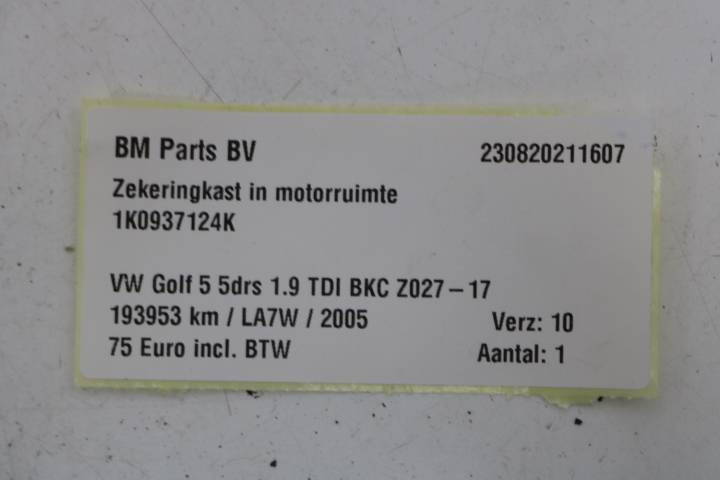 BM Parts BV 230820211607
Zekeringkast in motorruimte
1K0937124K
VW Golf 5 5drs 1.9 TDI BKC Z027-17
193953 km / LA7W / 2005 Verz: 10
75 Euro incl. BTW Aantal: 1